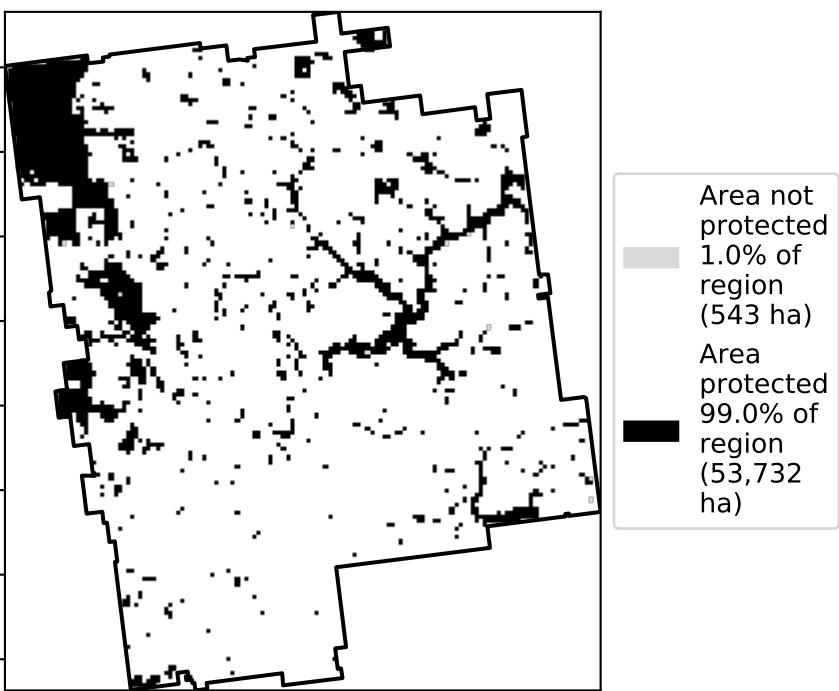 Area not
protected
1.0% of
region
(543 ha)
Area
protected
99.0% of
region
(53,732
ha)